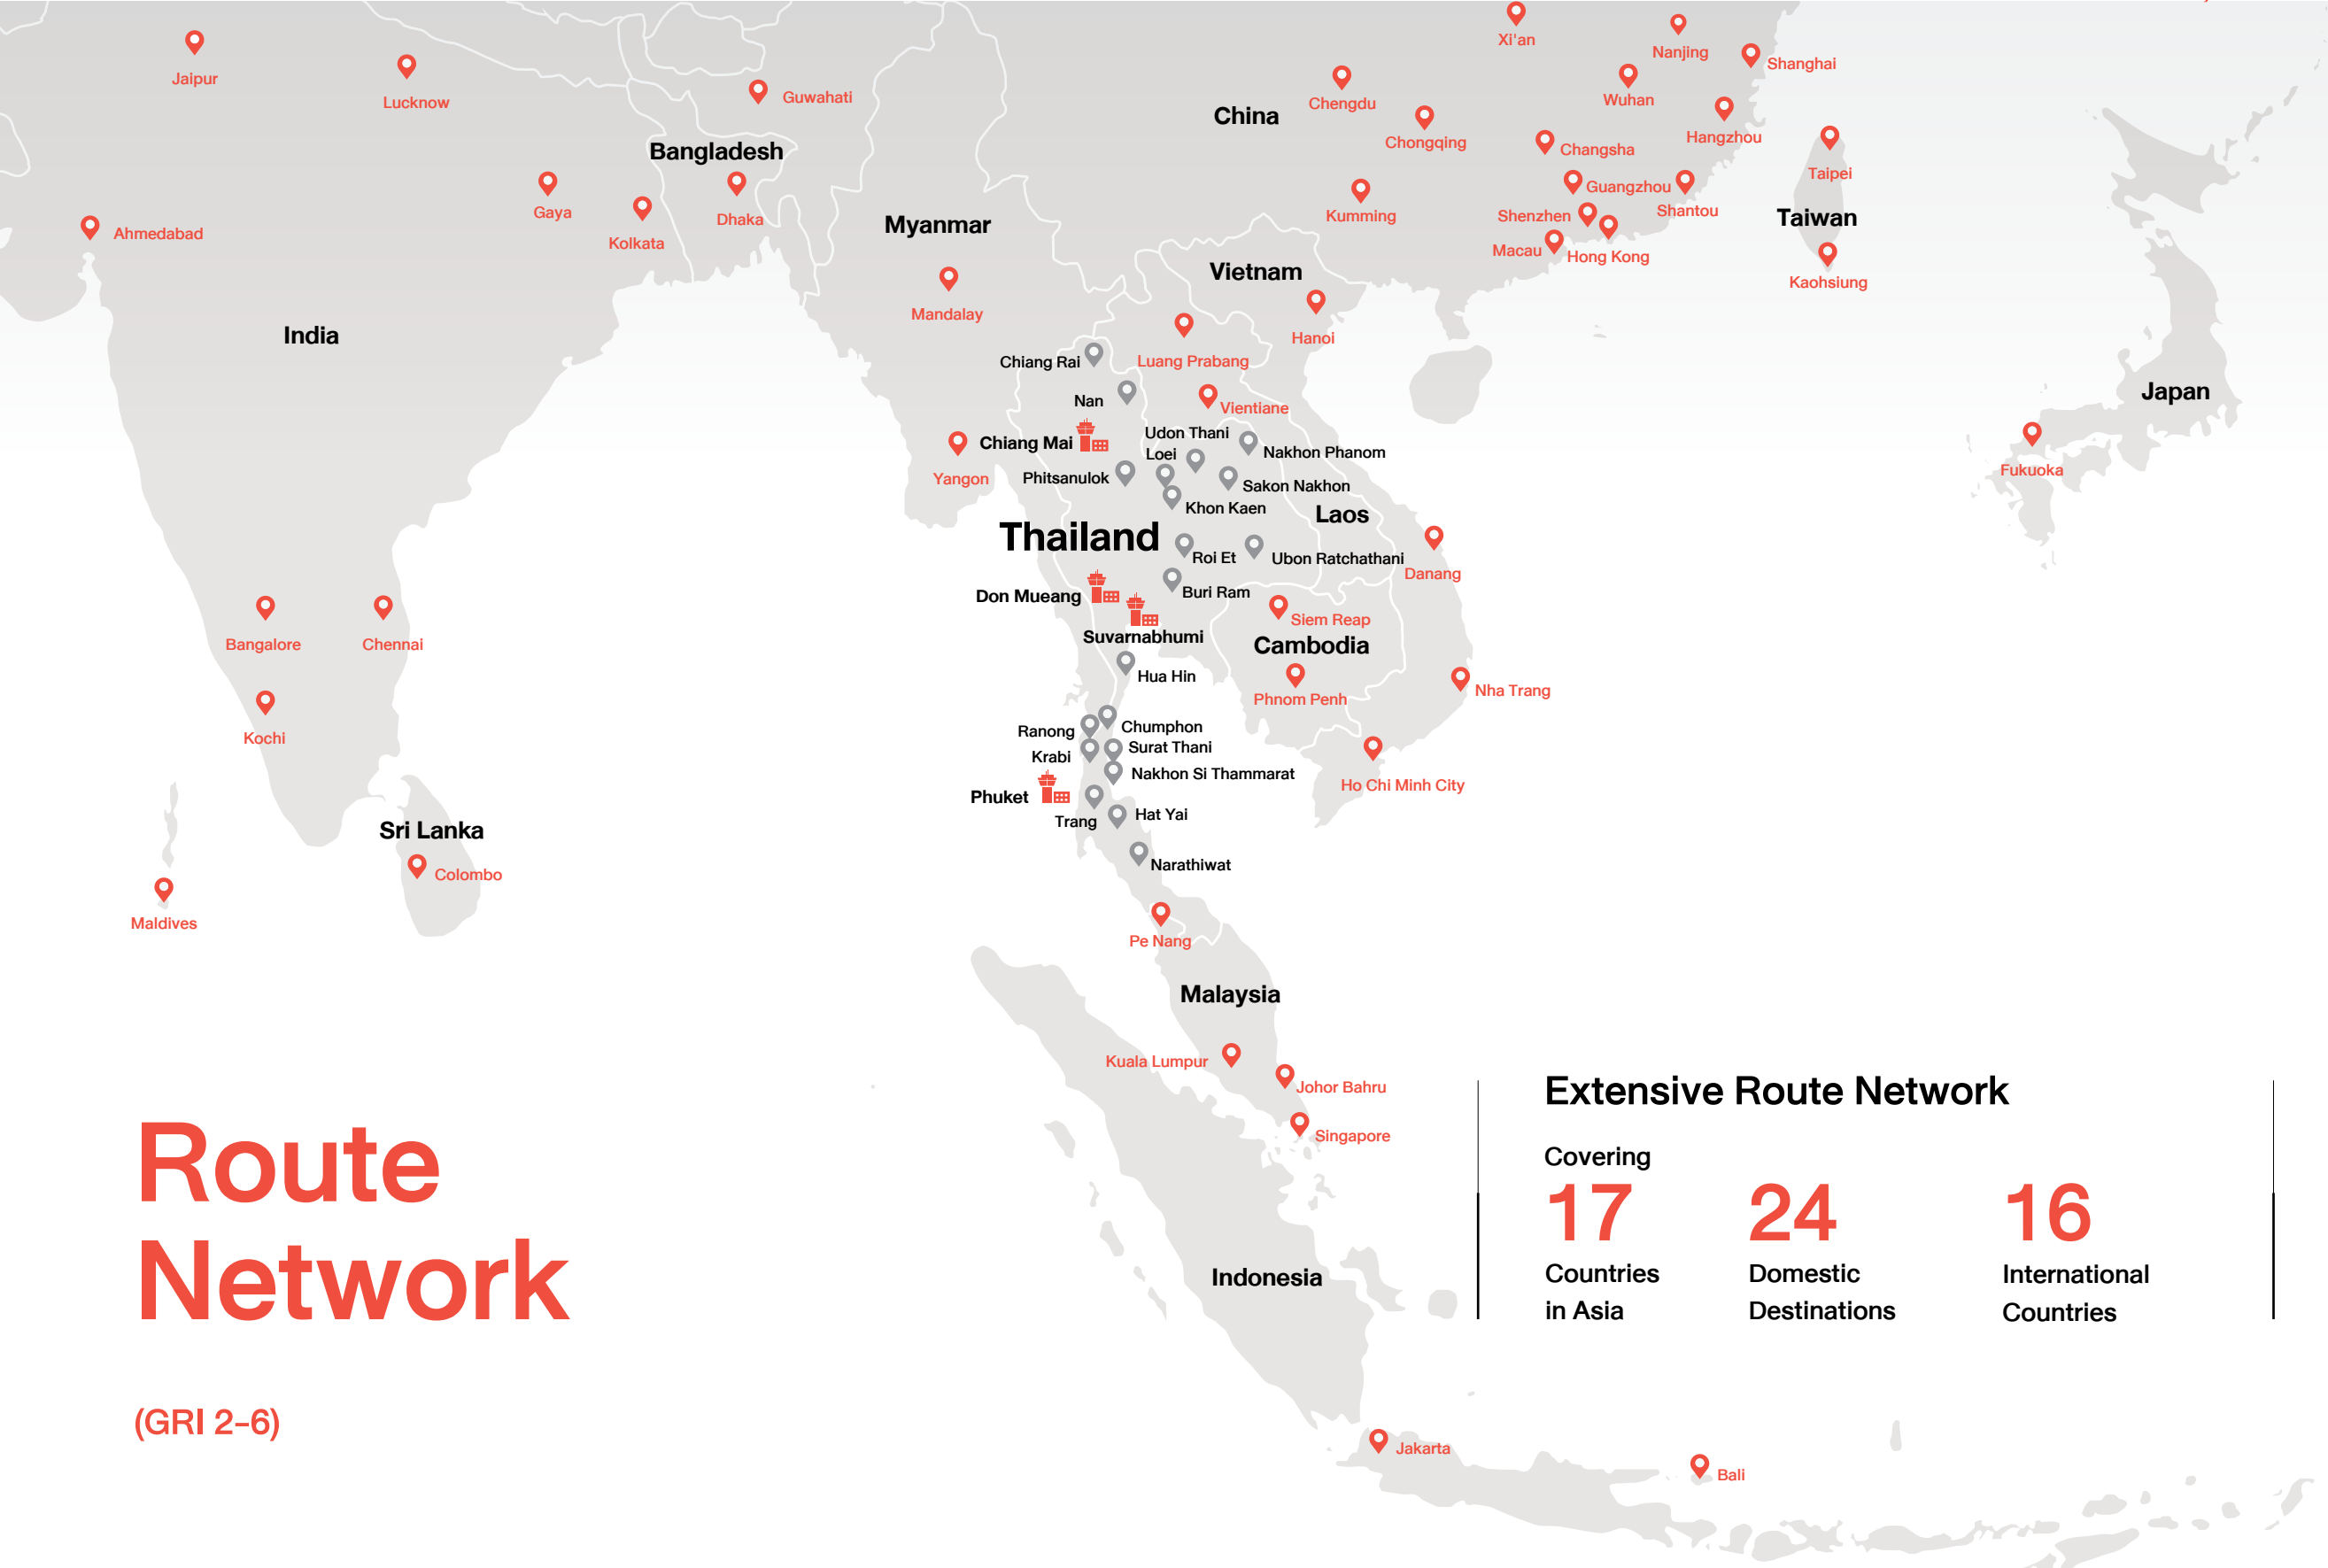 Xi'an
Nanjing
Shanghai
Jaipur
Lucknow
Guwahati
Chengdu
Wuhan
China
Chongqing
Hangzhou
Changsha
Bangladesh
Taipei
Guangzhou
Gaya
Dhaka
Kumming
Shenzhen
Shantou
Taiwan
Myanmar
Ahmedabad
Kolkata
Macau
Hong Kong
Vietnam
Kaohsiung
Mandalay
India
Hanoi
Chiang Rai
Luang Prabang
Japan
Nan
Vientiane
Udon Thani
Chiang Mai
Loei
Nakhon Phanom
Fukuoka
Yangon
Phitsanulok
Sakon Nakhon
Khon Kaen
Laos
Thailand
Roi Et
Ubon Ratchathani
Danang
Buri Ram
Don Mueang
Siem Reap
Suvarnabhumi
Cambodia
Bangalore
Chennai
Hua Hin
Nha Trang
Phnom Penh
Chumphon
Ranong
Kochi
Surat Thani
Krabi
Nakhon Si Thammarat
Ho Chi Minh City
Phuket
Hat Yai
Trang
Sri Lanka
Narathiwat
Colombo
Maldives
Pe Nang
Malaysia
Kuala Lumpur
Johor Bahru
Singapore
Indonesia
Jakarta
Bali
Route
Network
(GRI 2-6)
Extensive Route Network
Covering
17
Countries
in Asia
24
Domestic
Destinations
16
International
Countries